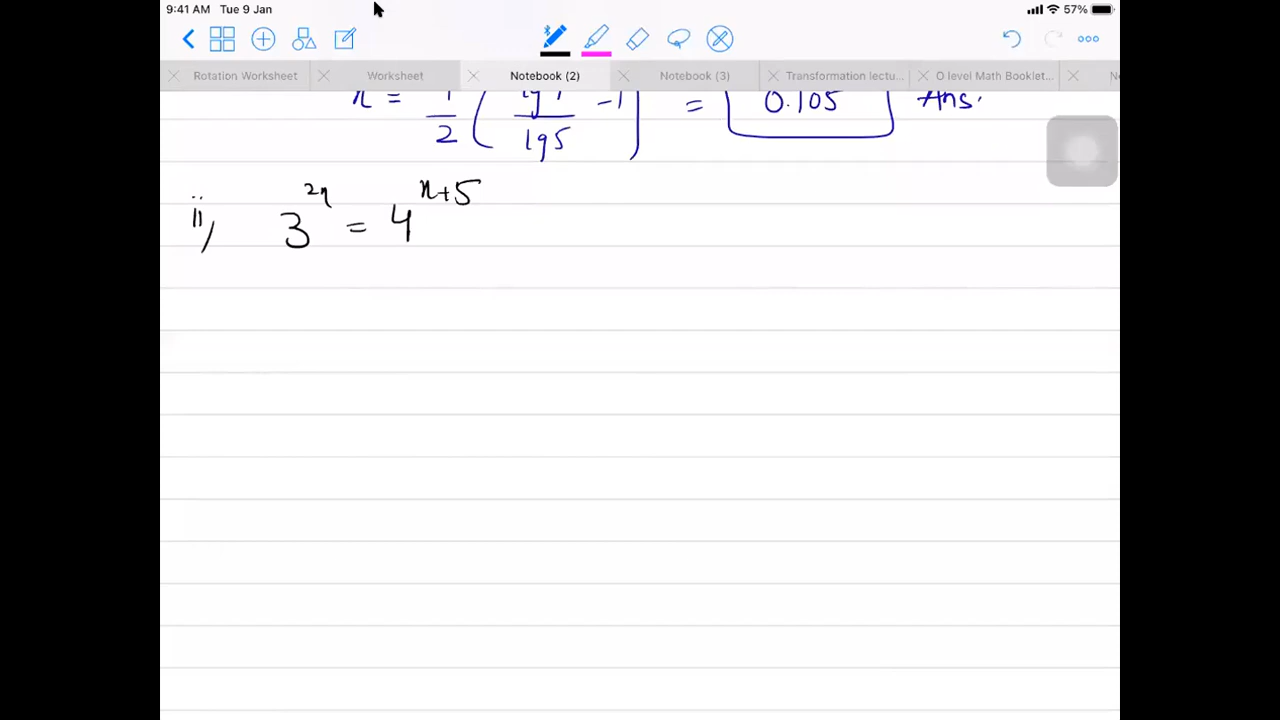 9:41 AM Tue 9 Jan 57%
Rotation Worksheet Worksheet Notebook (2) Notebook (3) Transformation lectu... O level Math Booklet...
x = 1/2 ( /lg5 -1 ) = 0.105 Ans.
ii, 3^2x = 4^x+5